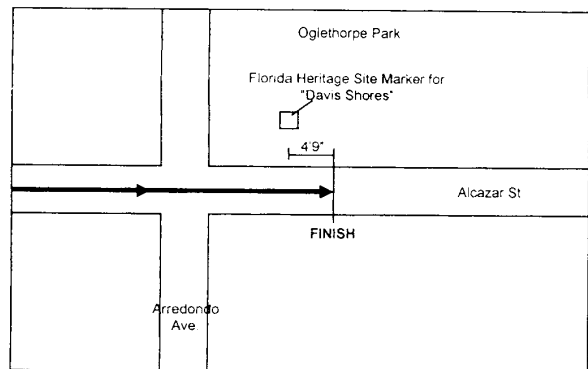 Oglethorpe Park
Florida Heritage Site Marker for
"Davis Shores"
4'9"
Alcazar St
FINISH
Arredondo
Ave.